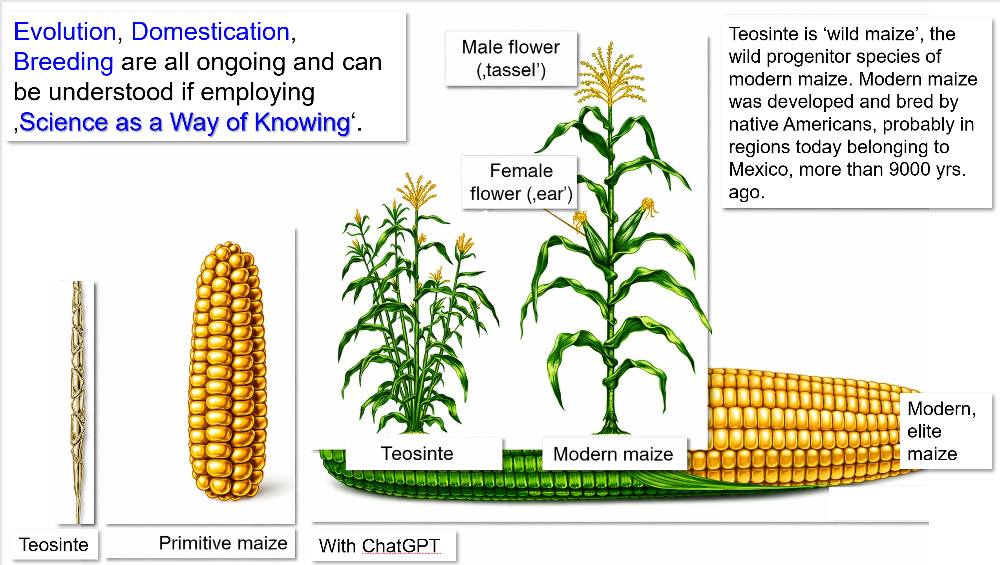 Evolution, Domestication,
Breeding are all ongoing and can
be understood if employing
‚Science as a Way of Knowing‘.
Male flower
(‚tassel’)
Teosinte is ‘wild maize’, the
wild progenitor species of
modern maize. Modern maize
was developed and bred by
native Americans, probably in
regions today belonging to
Mexico, more than 9000 yrs.
ago.
Female
flower (‚ear’)
Modern,
elite
maize
Teosinte
Modern maize
Teosinte
Primitive maize
With ChatGPT